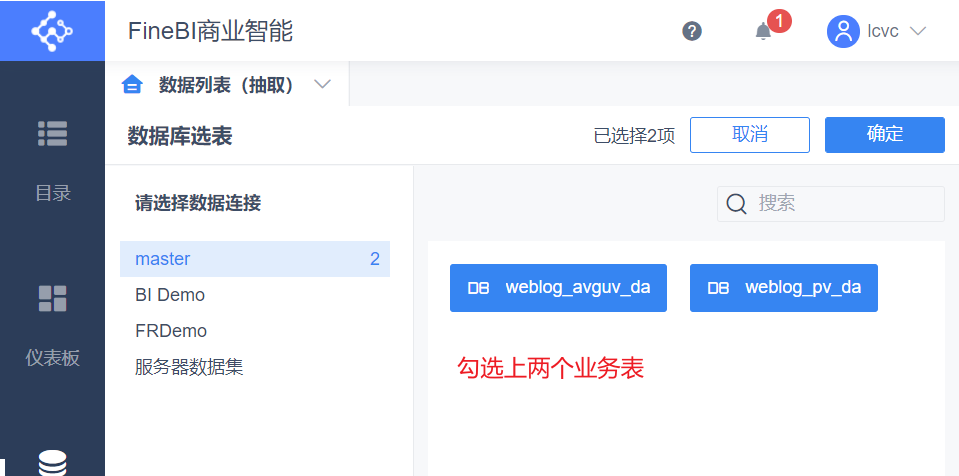 FineBI商业智能
?
1
lcvc
数据列表（抽取）
数据库选表
已选择2项
取消
确定
目录
请选择数据连接
搜索
master
2
DB weblog_avguv_da
DB weblog_pv_da
BI Demo
FRDemo
仪表板
服务器数据集
勾选上两个业务表